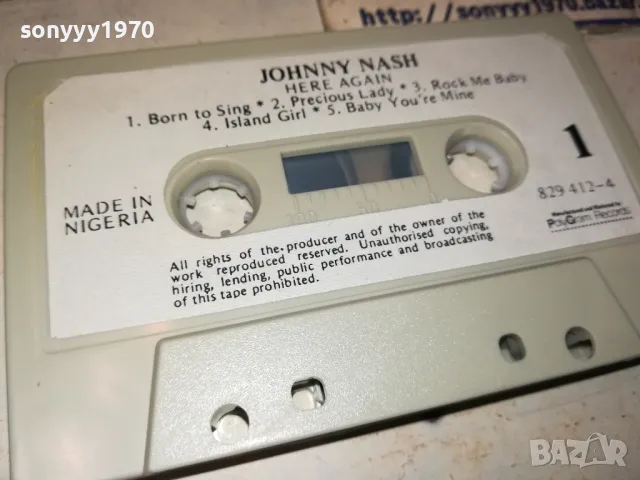 sonyyy1970
http://sonyyy1970.bazar
JOHNNY NASH
HERE AGAIN
1. Born to Sing * 2. Precious Lady * 3. Rock Me Baby
4. Island Girl * 5. Baby You're Mine
1
MADE IN
NIGERIA
829 412-4
PolyGram Records
All rights of the producer and of the owner of the
work reproduced reserved. Unauthorised copying,
hiring, lending, public performance and broadcasting
of this tape prohibited.
BAZAR